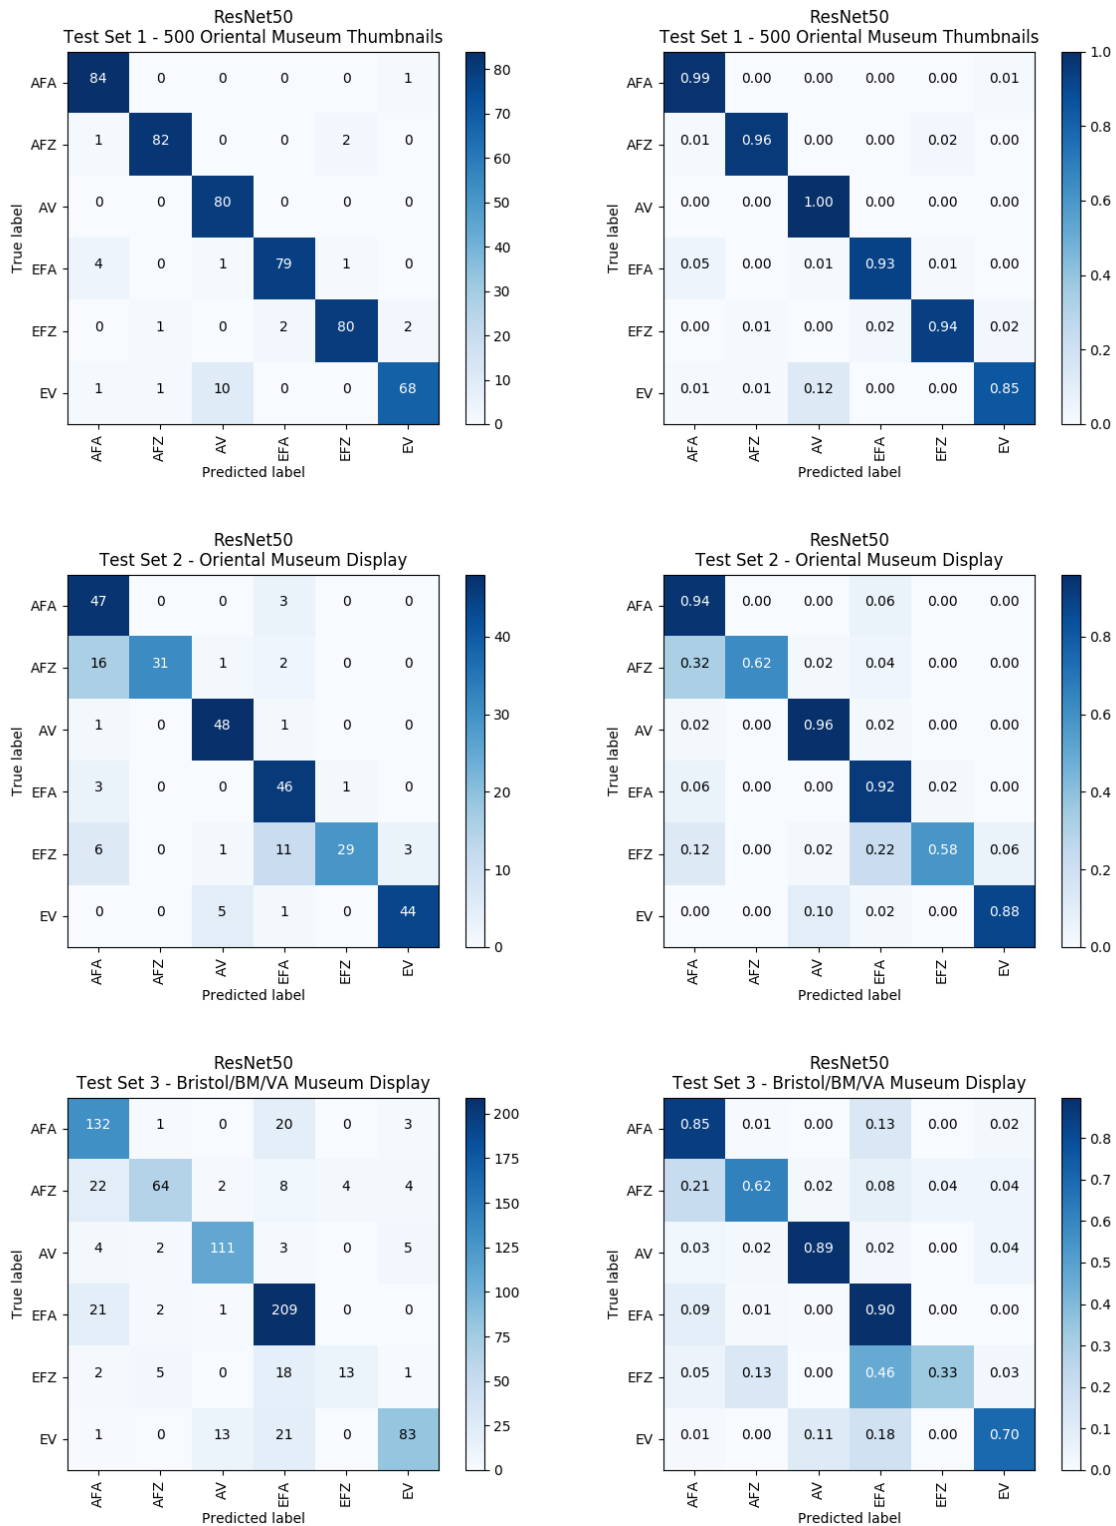 ResNet50
Test Set 1 - 500 Oriental Museum Thumbnails
True label
AFA 84 0 0 0 0 1
AFZ 1 82 0 0 2 0
AV 0 0 80 0 0 0
EFA 4 0 1 79 1 0
EFZ 0 1 0 2 80 2
EV 1 1 10 0 0 68
AFA AFZ AV EFA EFZ EV
Predicted label
80
70
60
50
40
30
20
10
0
ResNet50
Test Set 1 - 500 Oriental Museum Thumbnails
True label
AFA 0.99 0.00 0.00 0.00 0.00 0.01
AFZ 0.01 0.96 0.00 0.00 0.02 0.00
AV 0.00 0.00 1.00 0.00 0.00 0.00
EFA 0.05 0.00 0.01 0.93 0.01 0.00
EFZ 0.00 0.01 0.00 0.02 0.94 0.02
EV 0.01 0.01 0.12 0.00 0.00 0.85
AFA AFZ AV EFA EFZ EV
Predicted label
1.0
0.8
0.6
0.4
0.2
0.0
ResNet50
Test Set 2 - Oriental Museum Display
True label
AFA 47 0 0 3 0 0
AFZ 16 31 1 2 0 0
AV 1 0 48 1 0 0
EFA 3 0 0 46 1 0
EFZ 6 0 1 11 29 3
EV 0 0 5 1 0 44
AFA AFZ AV EFA EFZ EV
Predicted label
40
30
20
10
0
ResNet50
Test Set 2 - Oriental Museum Display
True label
AFA 0.94 0.00 0.00 0.06 0.00 0.00
AFZ 0.32 0.62 0.02 0.04 0.00 0.00
AV 0.02 0.00 0.96 0.02 0.00 0.00
EFA 0.06 0.00 0.00 0.92 0.02 0.00
EFZ 0.12 0.00 0.02 0.22 0.58 0.06
EV 0.00 0.00 0.10 0.02 0.00 0.88
AFA AFZ AV EFA EFZ EV
Predicted label
0.8
0.6
0.4
0.2
0.0
ResNet50
Test Set 3 - Bristol/BM/VA Museum Display
True label
AFA 132 1 0 20 0 3
AFZ 22 64 2 8 4 4
AV 4 2 111 3 0 5
EFA 21 2 1 209 0 0
EFZ 2 5 0 18 13 1
EV 1 0 13 21 0 83
AFA AFZ AV EFA EFZ EV
Predicted label
200
175
150
125
100
75
50
25
0
ResNet50
Test Set 3 - Bristol/BM/VA Museum Display
True label
AFA 0.85 0.01 0.00 0.13 0.00 0.02
AFZ 0.21 0.62 0.02 0.08 0.04 0.04
AV 0.03 0.02 0.89 0.02 0.00 0.04
EFA 0.09 0.01 0.00 0.90 0.00 0.00
EFZ 0.05 0.13 0.00 0.46 0.33 0.03
EV 0.01 0.00 0.11 0.18 0.00 0.70
AFA AFZ AV EFA EFZ EV
Predicted label
0.8
0.7
0.6
0.5
0.4
0.3
0.2
0.1
0.0